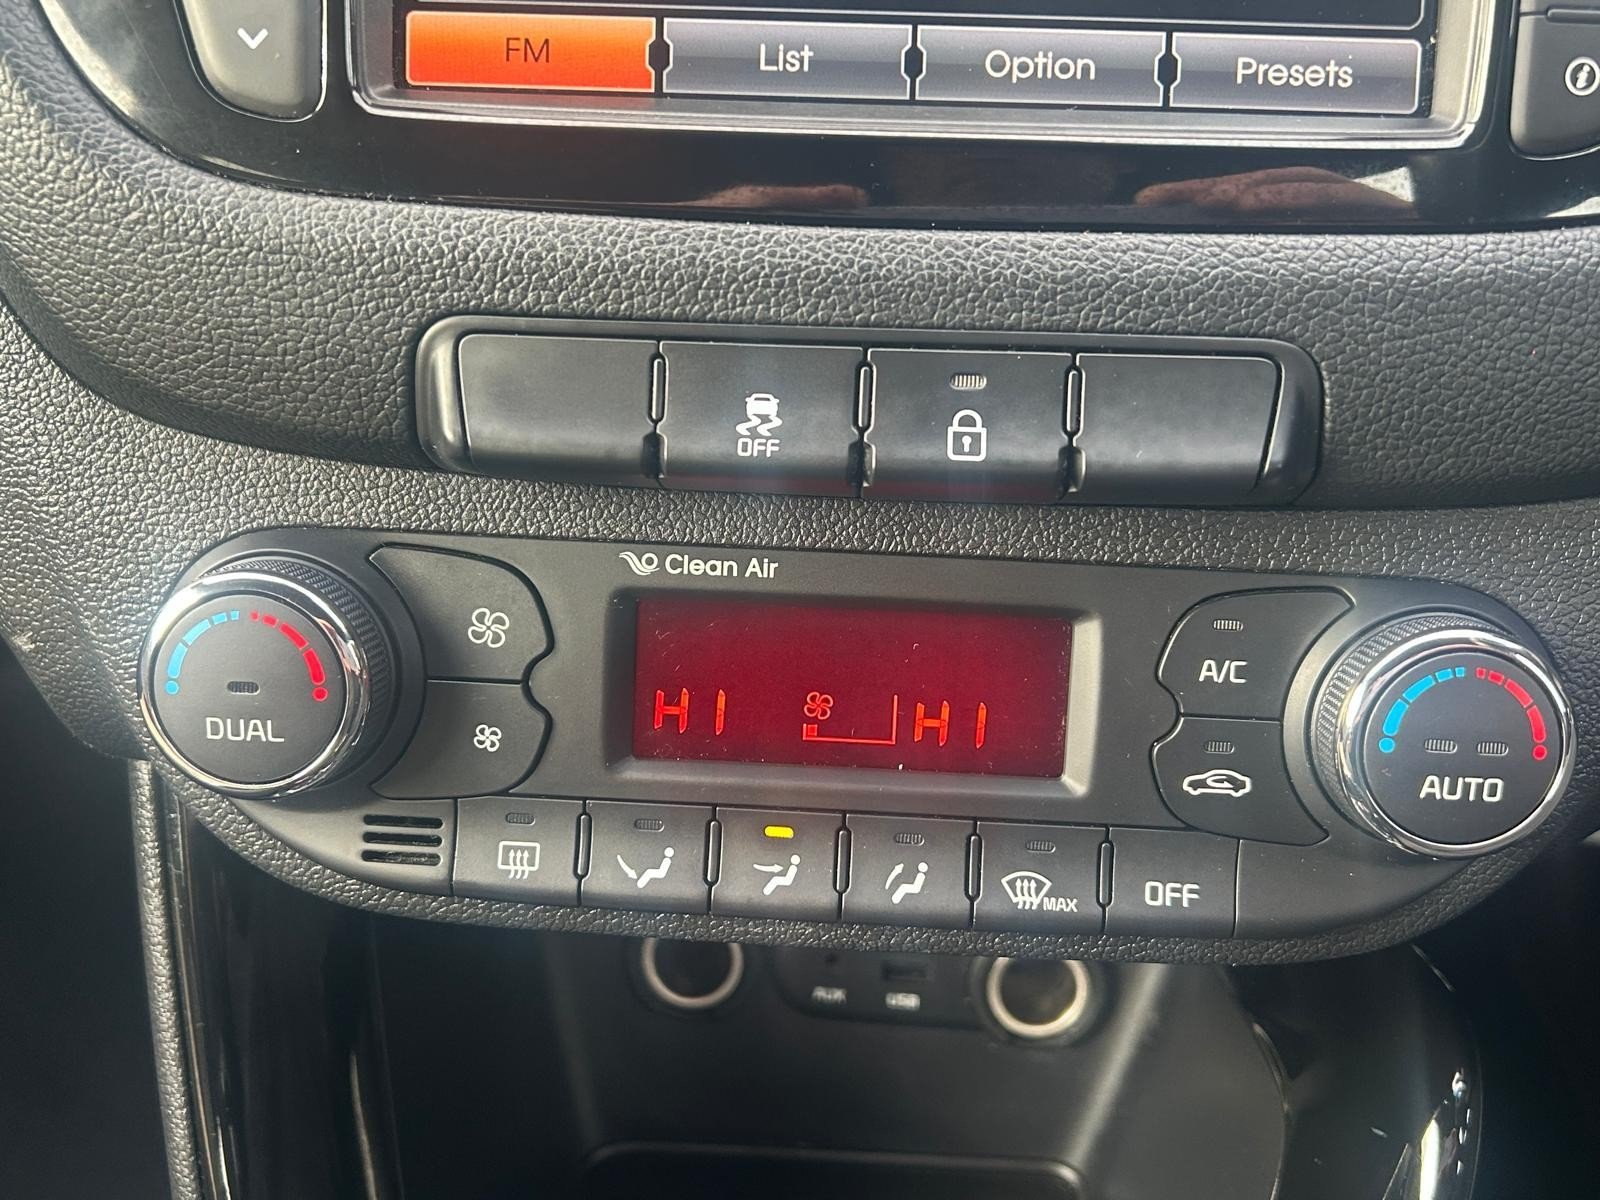 FM
List
Option
Presets
OFF
Clean Air
DUAL
HI
HI
A/C
AUTO
MAX
OFF
AUX
USB